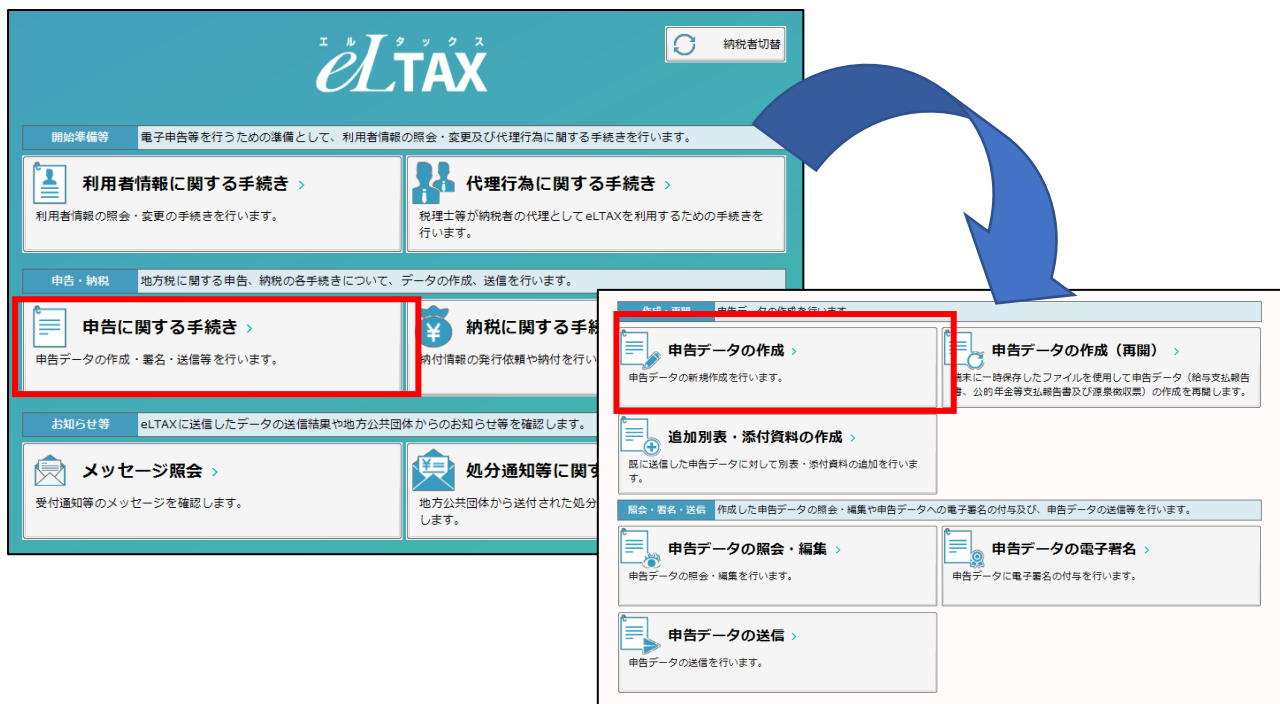 エルタックス
eLTAX
納税者切替
開始準備等 電子申告等を行うための準備として、利用者情報の照会・変更及び代理行為に関する手続きを行います。
利用者情報に関する手続き >
利用者情報の照会・変更の手続きを行います。
代理行為に関する手続き >
税理士等が納税者の代理としてeLTAXを利用するための手続きを
行います。
申告・納税 地方税に関する申告、納税の各手続きについて、データの作成、送信を行います。
申告に関する手続き >
申告データの作成・署名・送信等を行います。
納税に関する手続
納付情報の発行依頼や納付を行い
お知らせ等 eLTAXに送信したデータの送信結果や地方公共団体からのお知らせ等を確認します。
メッセージ照会 >
受付通知等のメッセージを確認します。
処分通知等に関す
地方公共団体から送付された処分
します。
作成・再開 申告データの作成を行います。
申告データの作成 >
申告データの新規作成を行います。
申告データの作成（再開） >
端末に一時保存したファイルを使用して申告データ（給与支払報告
書、公的年金等支払報告書及び源泉徴収票）の作成を再開します。
追加別表・添付資料の作成 >
既に送信した申告データに対して別表・添付資料の追加を行いま
す。
照会・署名・送信 作成した申告データの照会・編集や申告データへの電子署名の付与及び、申告データの送信等を行います。
申告データの照会・編集 >
申告データの照会・編集を行います。
申告データの電子署名 >
申告データに電子署名の付与を行います。
申告データの送信 >
申告データの送信を行います。